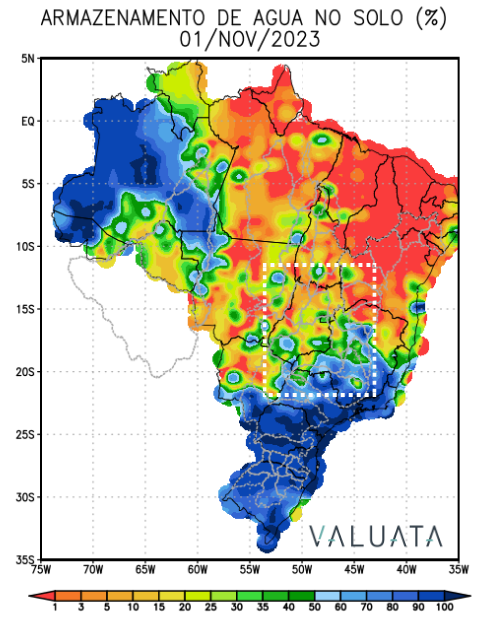 ARMAZENAMENTO DE AGUA NO SOLO (%)
01/NOV/2023
5N
EQ
5S
10S
15S
20S
25S
30S
35S
VALUATA
75W 70W 65W 60W 55W 50W 45W 40W 35W
1 3 5 10 15 20 25 30 35 40 50 60 70 80 90 100